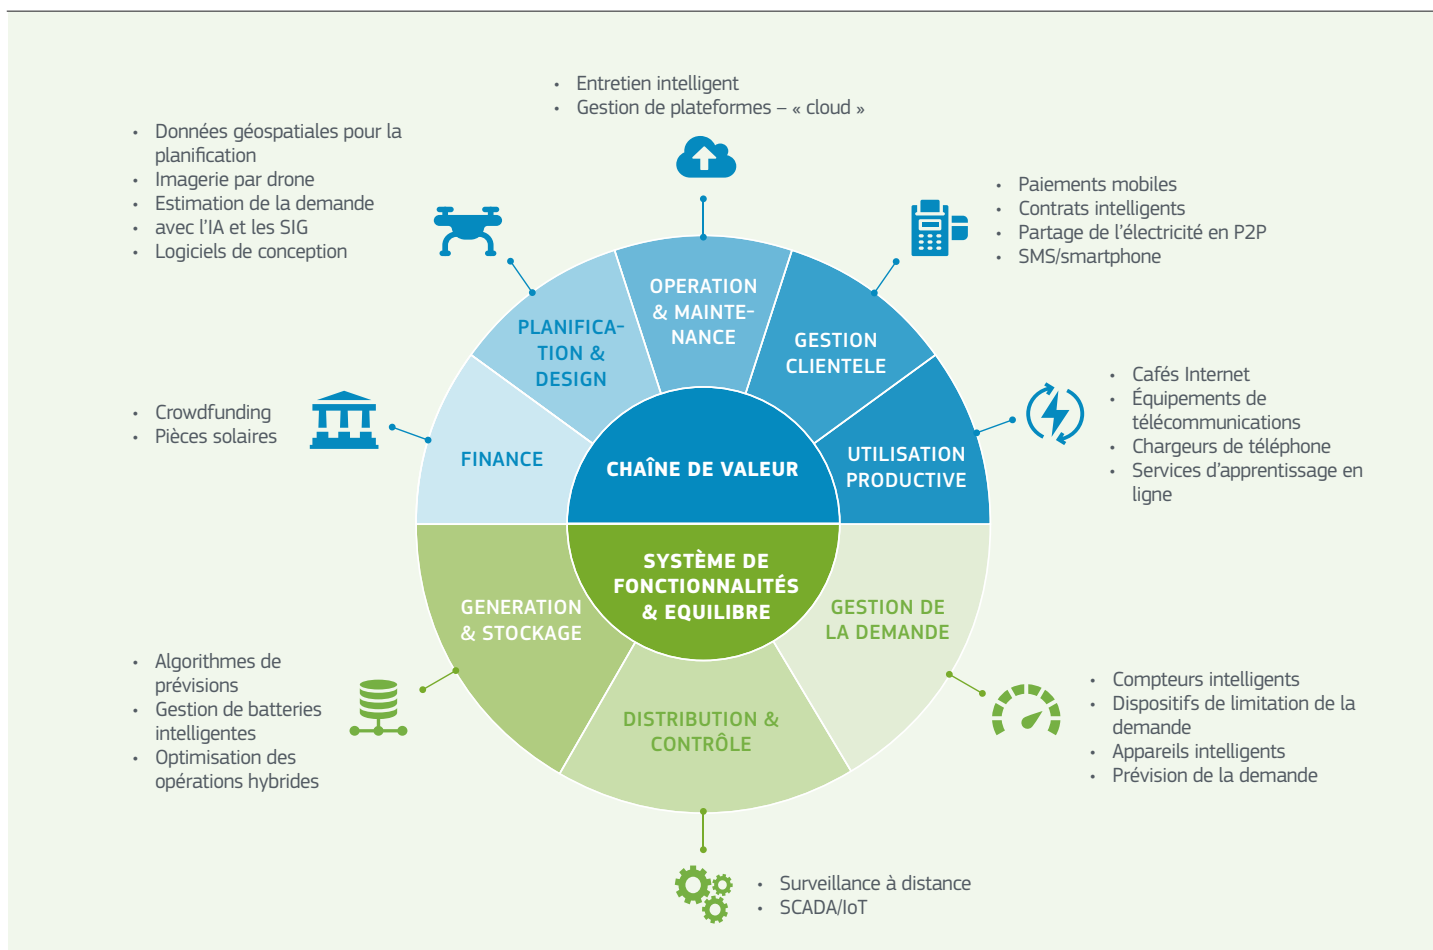 • Entretien intelligent
• Gestion de plateformes – « cloud »
• Données géospatiales pour la
planification
• Imagerie par drone
• Estimation de la demande
• avec l'IA et les SIG
• Logiciels de conception
• Paiements mobiles
• Contrats intelligents
• Partage de l'électricité en P2P
• SMS/smartphone
OPERATION
& MAINTE-
NANCE
PLANIFICA-
TION &
DESIGN
GESTION
CLIENTELE
• Crowdfunding
• Pièces solaires
FINANCE
CHAÎNE DE VALEUR
UTILISATION
PRODUCTIVE
• Cafés Internet
• Équipements de
télécommunications
• Chargeurs de téléphone
• Services d'apprentissage en
ligne
SYSTÈME DE
FONCTIONNALITÉS
& EQUILIBRE
GENERATION
& STOCKAGE
GESTION DE
LA DEMANDE
DISTRIBUTION &
CONTRÔLE
• Algorithmes de
prévisions
• Gestion de batteries
intelligentes
• Optimisation des
opérations hybrides
• Compteurs intelligents
• Dispositifs de limitation de la
demande
• Appareils intelligents
• Prévision de la demande
• Surveillance à distance
• SCADA/IoT